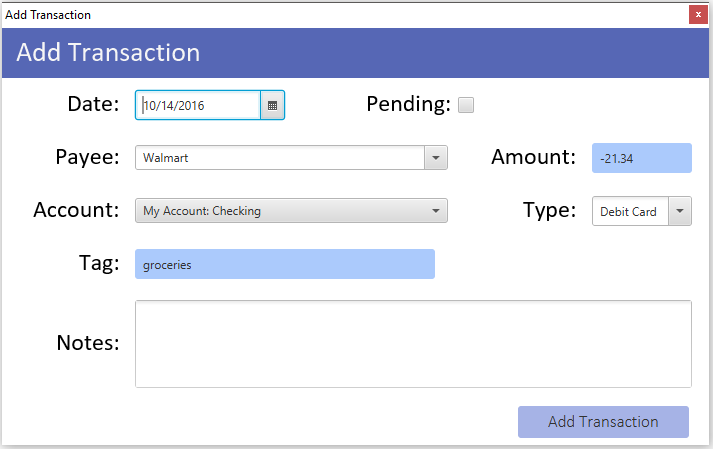 Add Transaction
Add Transaction
Date: 10/14/2016 Pending:
Payee: Walmart Amount: -21.34
Account: My Account: Checking Type: Debit Card
Tag: groceries
Notes:
Add Transaction